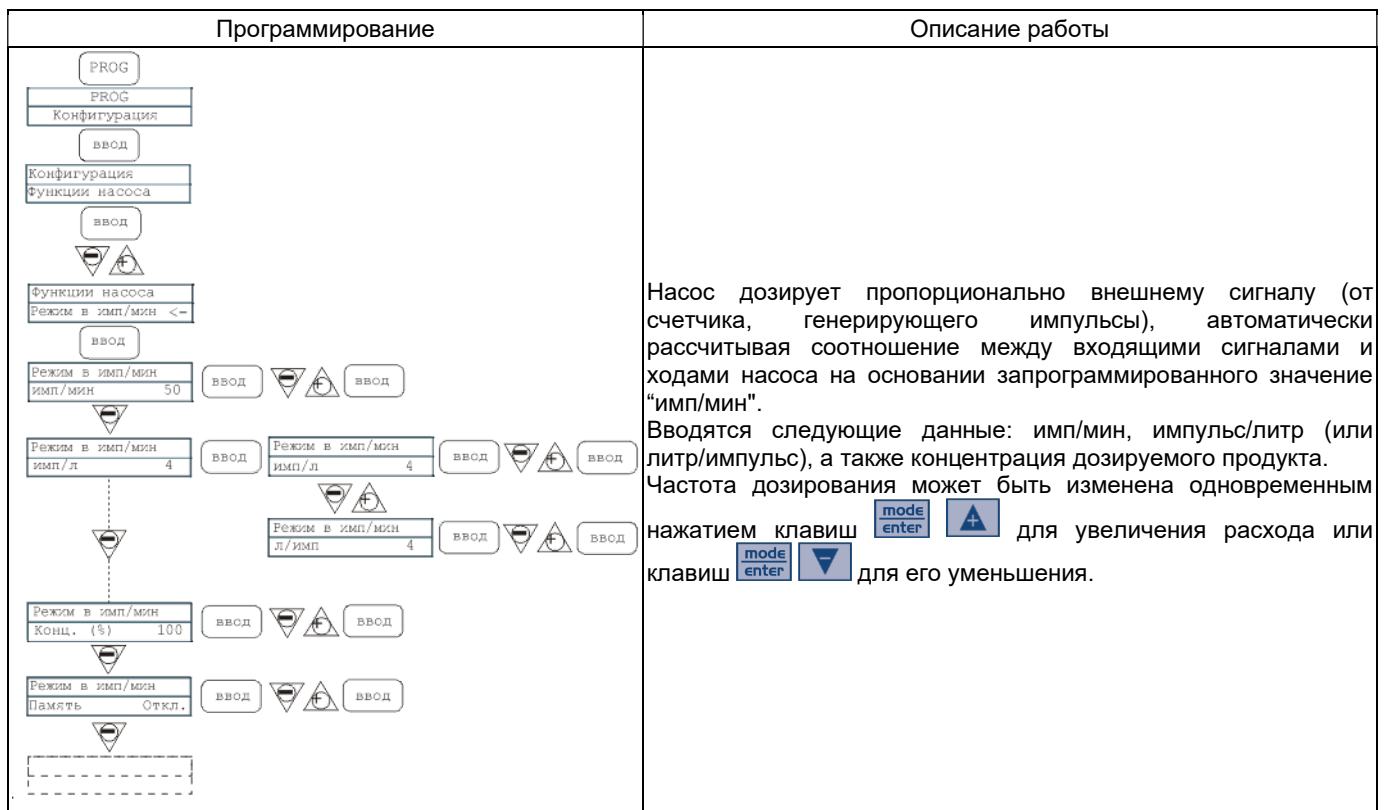 Программирование
Описание работы
PROG
PROG
Конфигурация
ввод
Конфигурация
Функции насоса
ввод
Функции насоса
Режим в имп/мин <-
ввод
Режим в имп/мин
имп/мин 50
ввод
ввод
Режим в имп/мин
имп/л 4
ввод
Режим в имп/мин
имп/л 4
ввод
ввод
Режим в имп/мин
л/имп 4
ввод
ввод
Режим в имп/мин
Конц. (%) 100
ввод
ввод
Режим в имп/мин
Память Откл.
ввод
ввод
Насос дозирует пропорционально внешнему сигналу (от
счетчика, генерирующего импульсы), автоматически
рассчитывая соотношение между входящими сигналами и
ходами насоса на основании запрограммированного значение
“имп/мин".
Вводятся следующие данные: имп/мин, импульс/литр (или
литр/импульс), а также концентрация дозируемого продукта.
Частота дозирования может быть изменена одновременным
нажатием клавиш mode enter для увеличения расхода или
клавиш mode enter для его уменьшения.